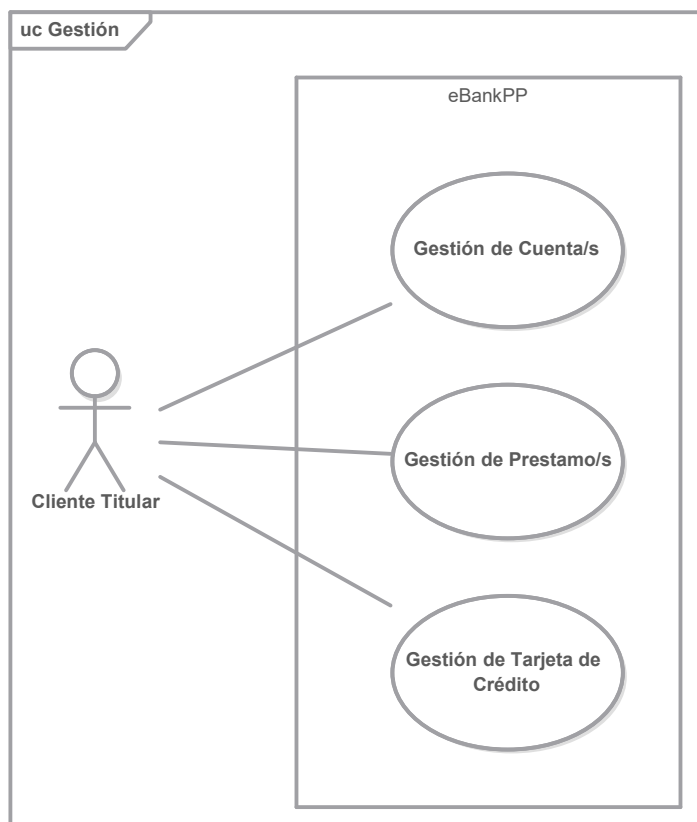 uc Gestión
eBankPP
Gestión de Cuenta/s
Gestión de Prestamo/s
Cliente Titular
Gestión de Tarjeta de
Crédito